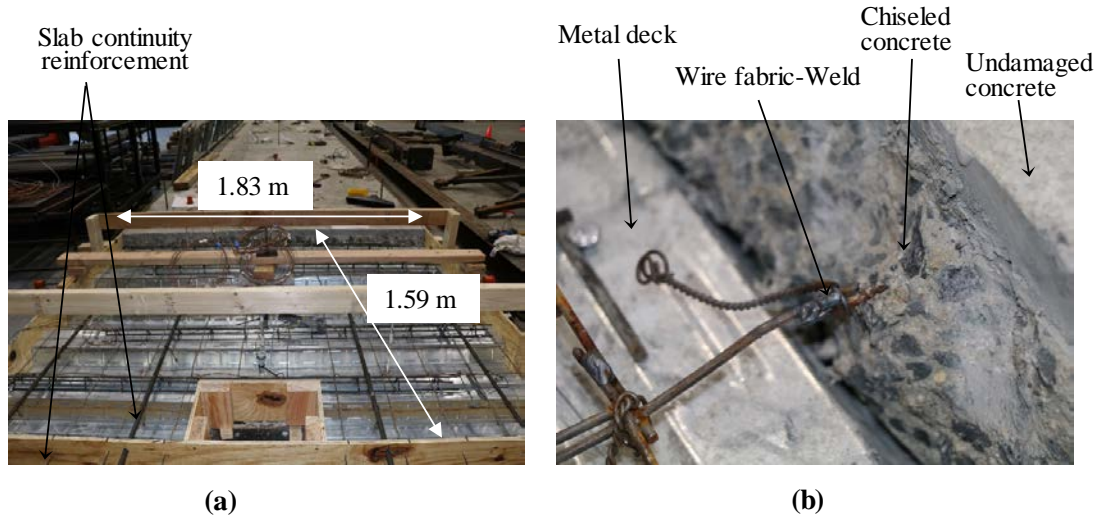 Slab continuity
reinforcement
1.83 m
1.59 m
(a)
Metal deck
Wire fabric-Weld
Chiseled
concrete
Undamaged
concrete
(b)